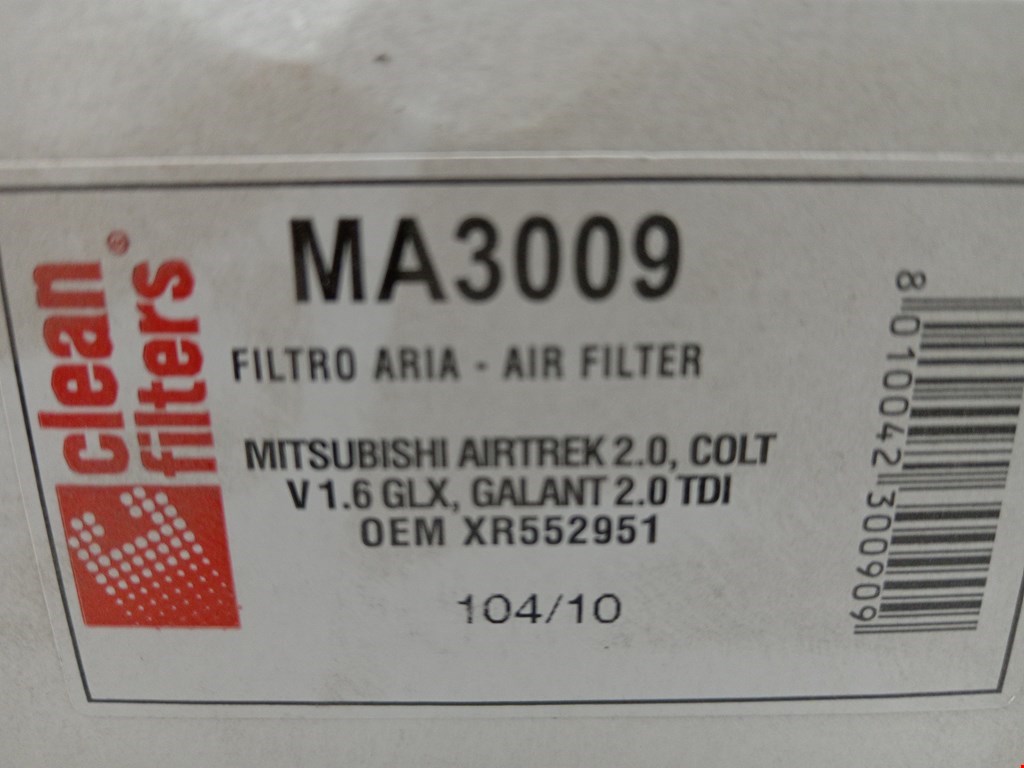 clean
filters
®
MA3009
FILTRO ARIA - AIR FILTER
MITSUBISHI AIRTREK 2.0, COLT
V 1.6 GLX, GALANT 2.0 TDI
OEM XR552951
104/10
8 010042 300909